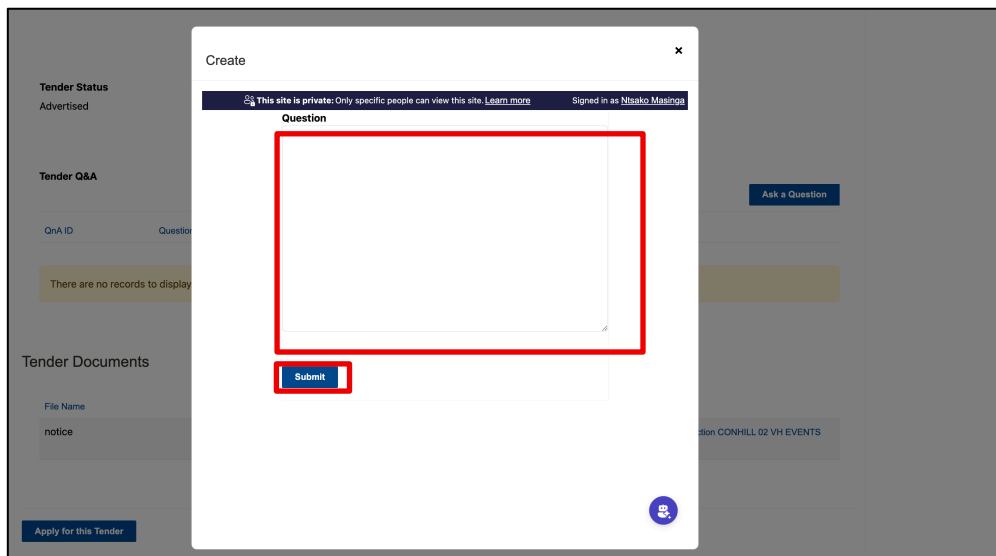 Create
×
This site is private: Only specific people can view this site. Learn more
Signed in as Ntsako Masinga
Question
Submit
Tender Status
Advertised
Tender Q&A
Ask a Question
QnA ID
There are no records to display
Tender Documents
File Name
notice
CONHILL 02 VH EVENTS
Apply for this Tender